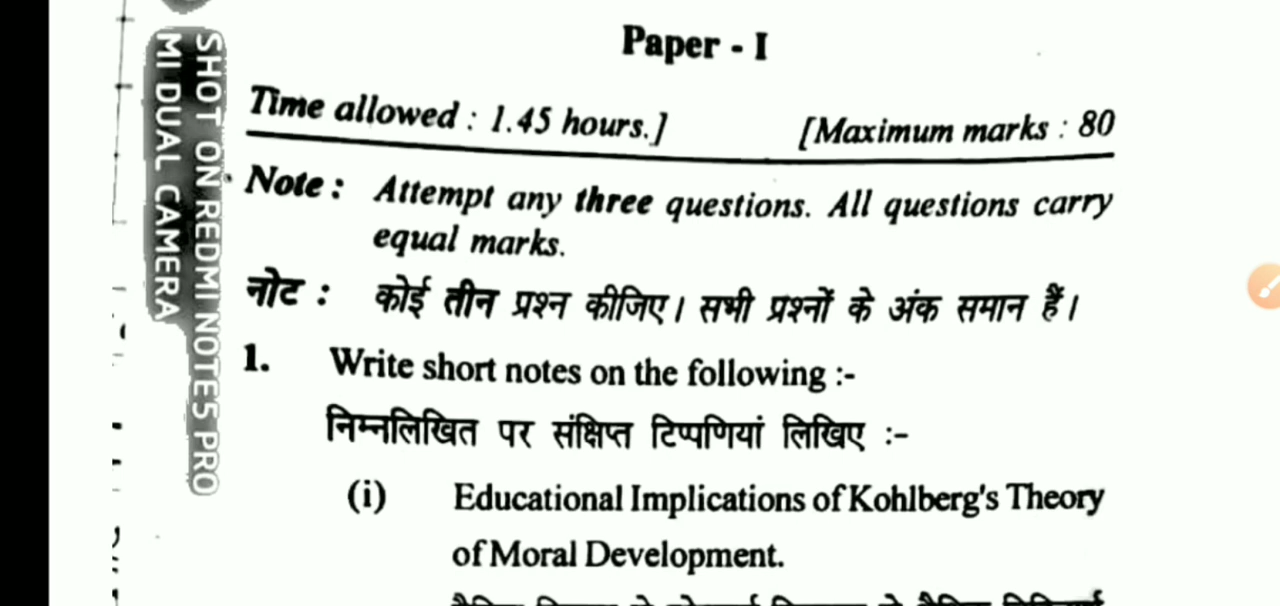 SHOT ON REDMI NOTES PRO
MI DUAL CAMERA
Paper - I
Time allowed : 1.45 hours.] [Maximum marks : 80
Note : Attempt any three questions. All questions carry
equal marks.
नोट : कोई तीन प्रश्न कीजिए। सभी प्रश्नों के अंक समान हैं।
1. Write short notes on the following :-
निम्नलिखित पर संक्षिप्त टिप्पणियां लिखिए :-
(i) Educational Implications of Kohlberg's Theory
of Moral Development.